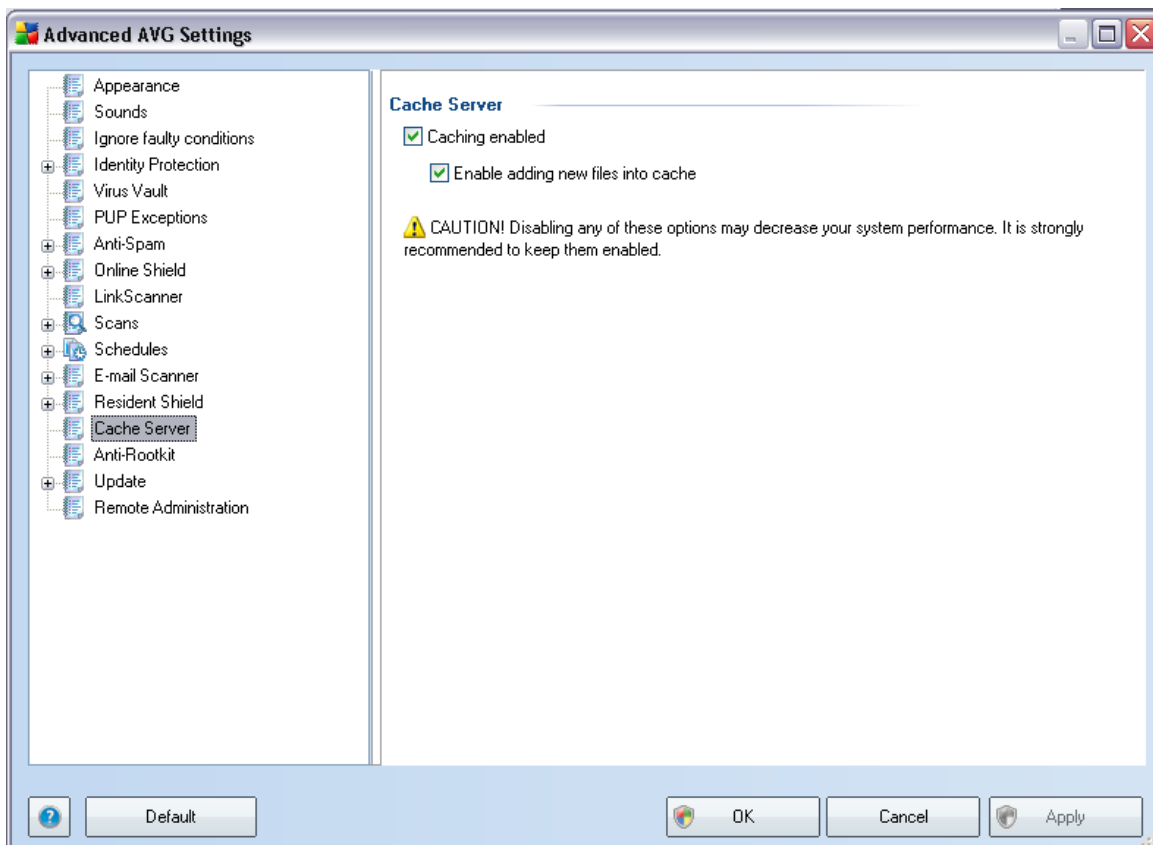 Advanced AVG Settings
Appearance
Sounds
Ignore faulty conditions
Identity Protection
Virus Vault
PUP Exceptions
Anti-Spam
Online Shield
LinkScanner
Scans
Schedules
E-mail Scanner
Resident Shield
Cache Server
Anti-Rootkit
Update
Remote Administration
Cache Server
Caching enabled
Enable adding new files into cache
CAUTION! Disabling any of these options may decrease your system performance. It is strongly
recommended to keep them enabled.
Default
OK
Cancel
Apply